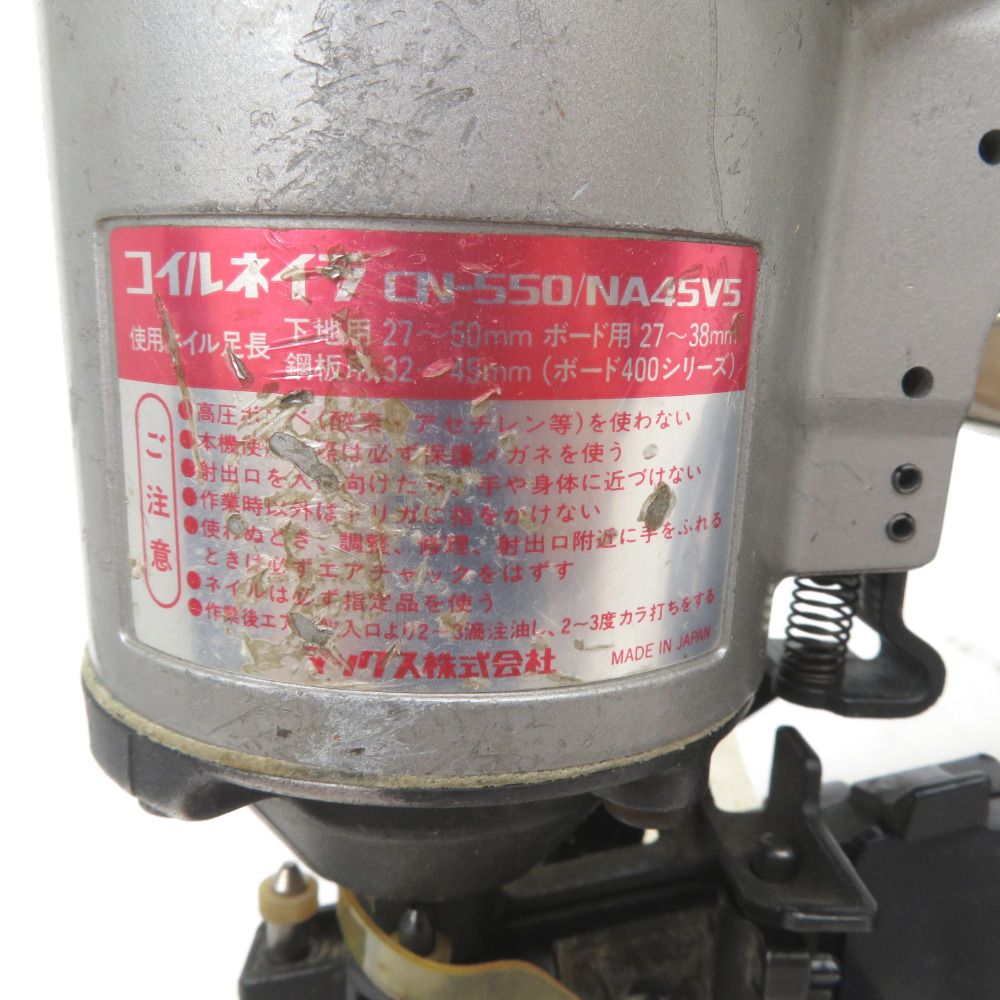 コイルネイラ CN-550/NA45V5
使用ネイル足長
下地用 27～50mm ボード用 27～38mm
鋼板用 32～45mm (ボード400シリーズ)
ご注意
●高圧ボンベ(酸素・アセチレン等)を使わない
●本機使 は必ず保護メガネを使う
●射出口を人に向けたり、手や身体に近づけない
●作業時以外はトリガに指をかけない
●使わぬとき、調整、修理、射出口附近に手をふれる
ときは必ずエアチャックをはずす
●ネイルは必ず指定品を使う
●作業後エア 入口より2～3滴注油し、2～3度カラ打ちをする
マックス株式会社
MADE IN JAPAN